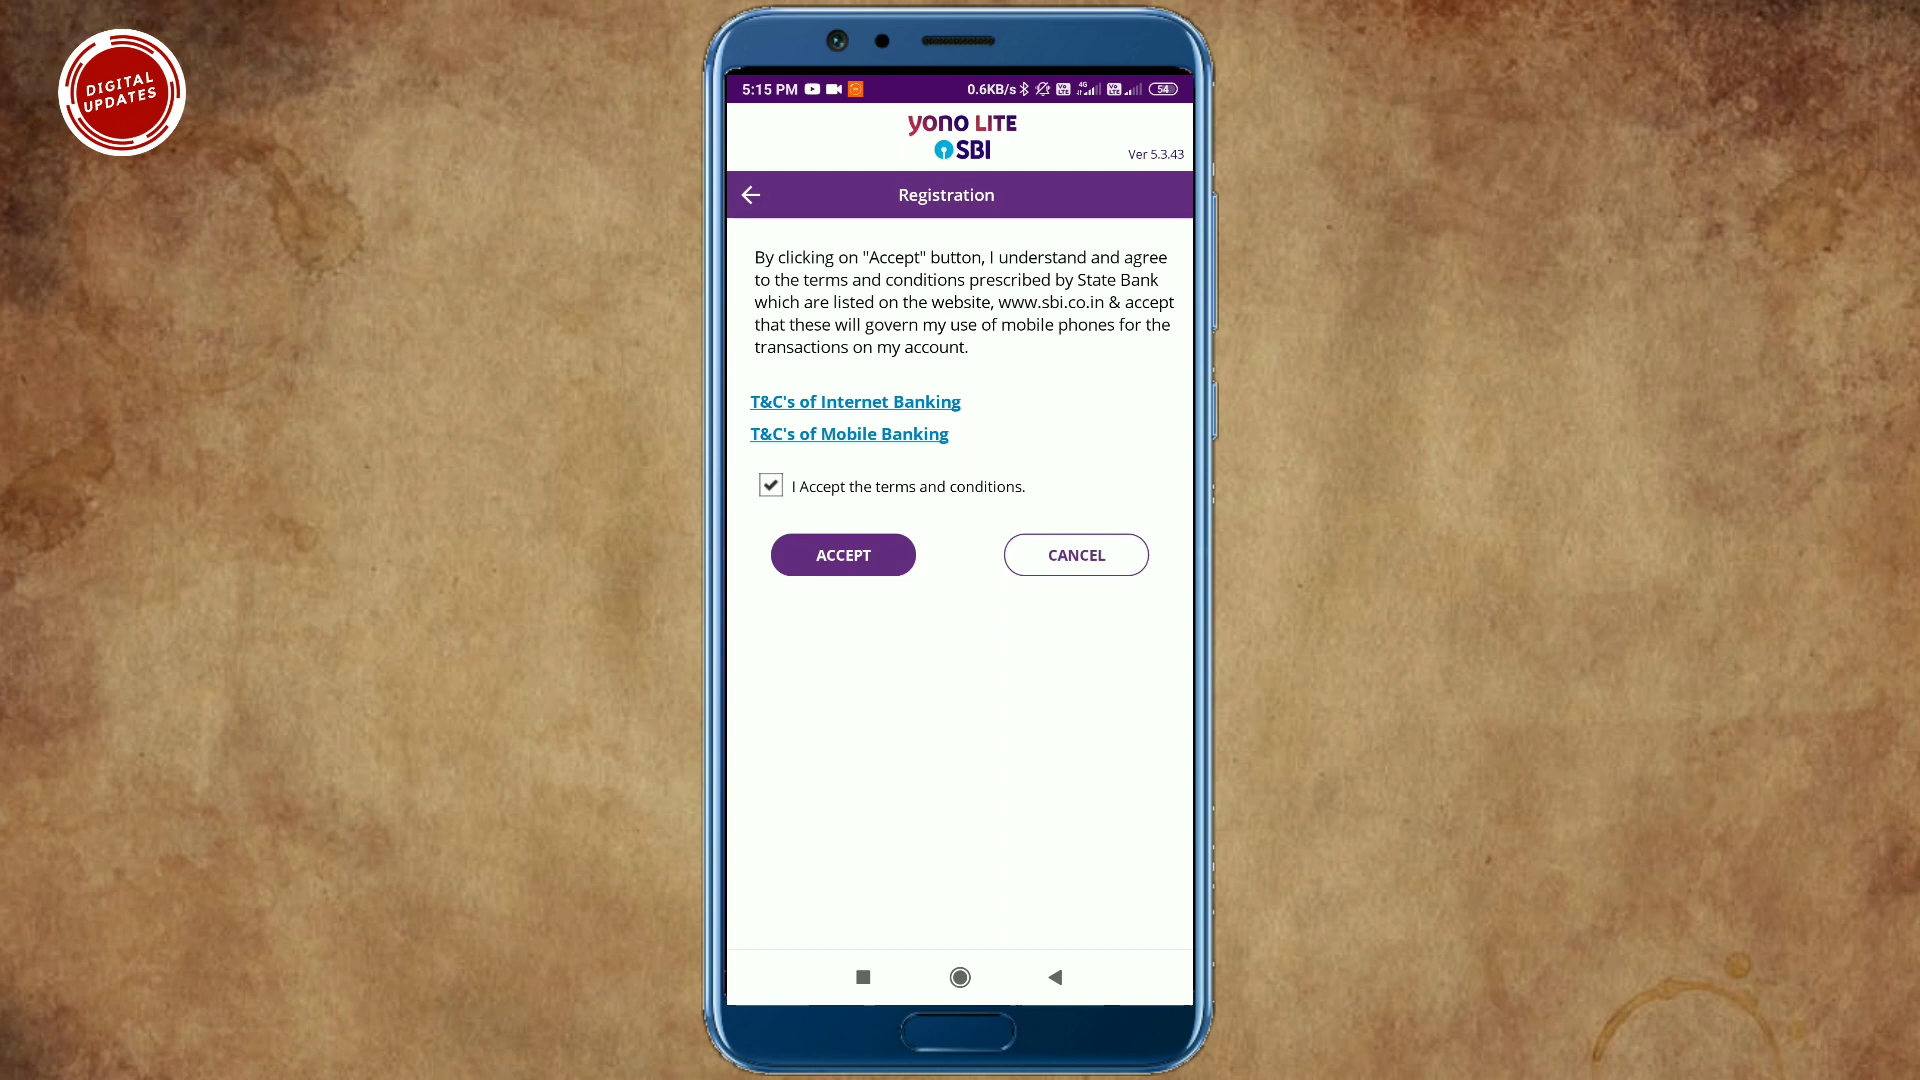 DIGITAL
UPDATES
5:15 PM
0.6KB/s
4G
54
yono LITE
SBI
Ver 5.3.43
Registration
By clicking on "Accept" button, I understand and agree
to the terms and conditions prescribed by State Bank
which are listed on the website, www.sbi.co.in & accept
that these will govern my use of mobile phones for the
transactions on my account.
T&C's of Internet Banking
T&C's of Mobile Banking
I Accept the terms and conditions.
ACCEPT
CANCEL